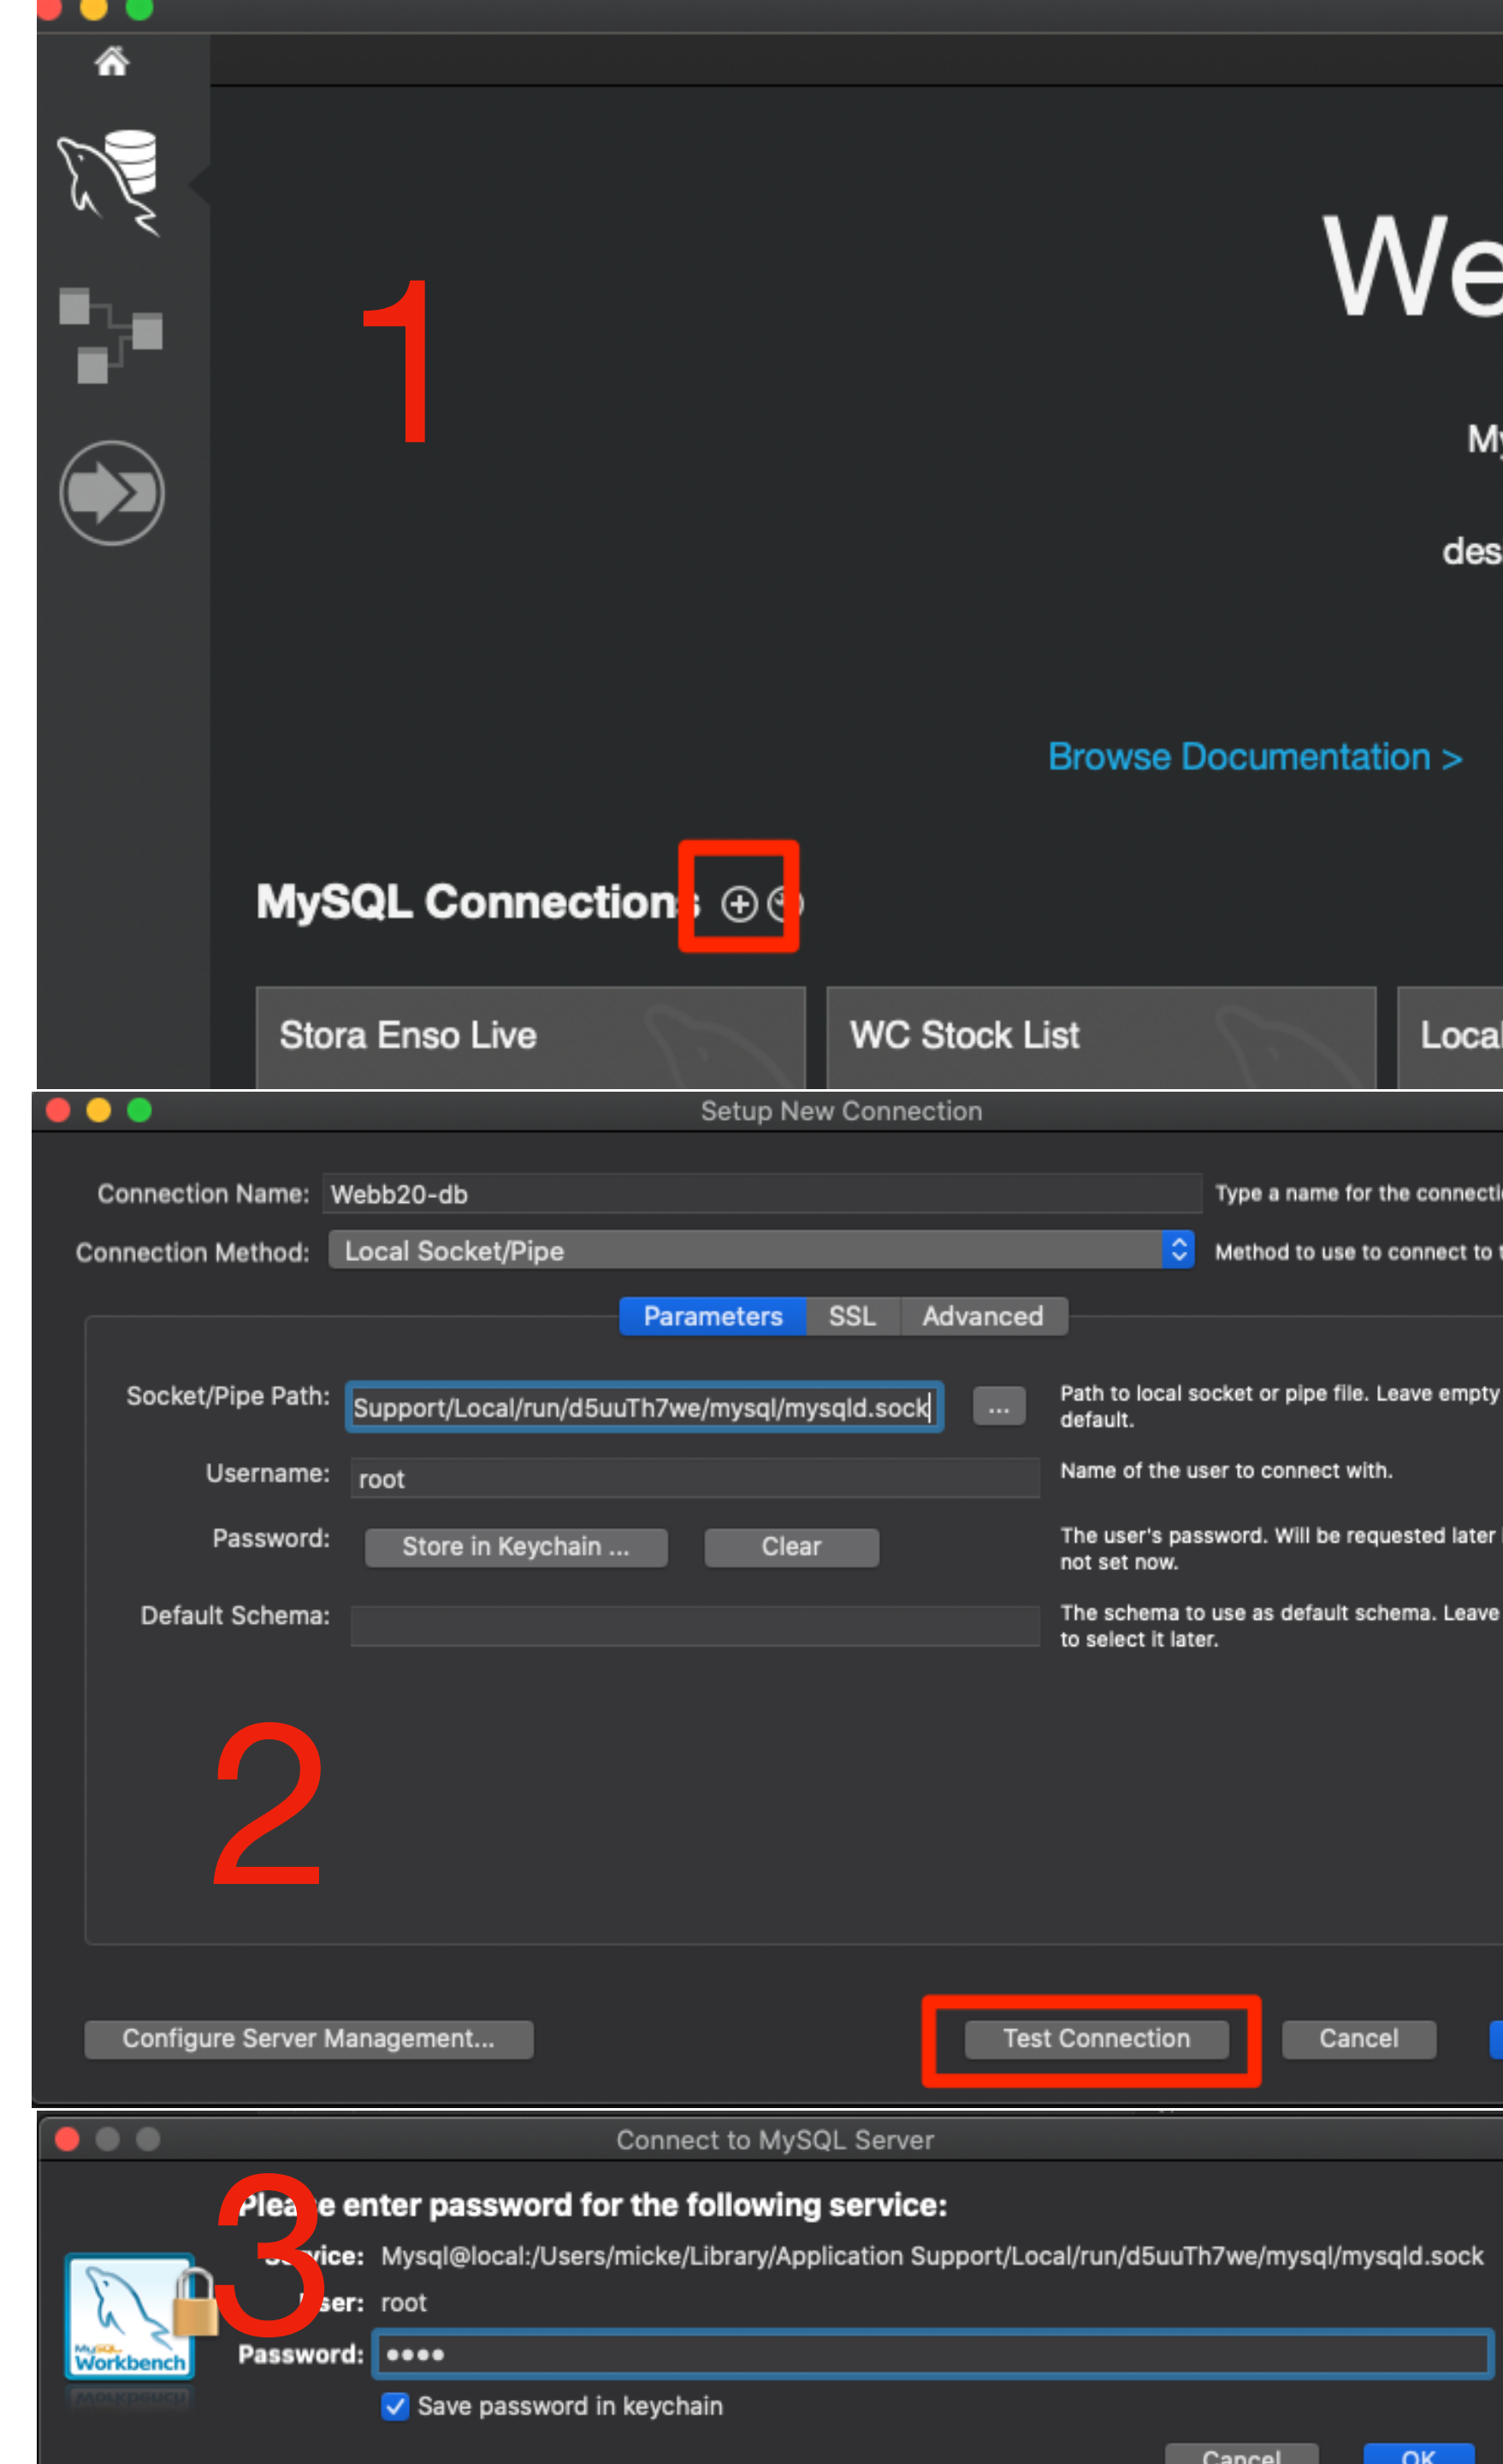 1
We
My
des
Browse Documentation >
MySQL Connections
Stora Enso Live
WC Stock List
Local
Setup New Connection
Connection Name: Webb20-db Type a name for the connecti
Connection Method: Local Socket/Pipe Method to use to connect to t
Parameters SSL Advanced
Socket/Pipe Path: Support/Local/run/d5uuTh7we/mysql/mysqld.sock ... Path to local socket or pipe file. Leave empty
default.
Username: root Name of the user to connect with.
Password: Store in Keychain ... Clear The user's password. Will be requested later
not set now.
Default Schema: The schema to use as default schema. Leave
to select it later.
2
Configure Server Management... Test Connection Cancel
Connect to MySQL Server
3
Please enter password for the following service:
Service: Mysql@local:/Users/micke/Library/Application Support/Local/run/d5uuTh7we/mysql/mysqld.sock
User: root
Password: ••••
MySQL
Workbench
Save password in keychain
Cancel OK